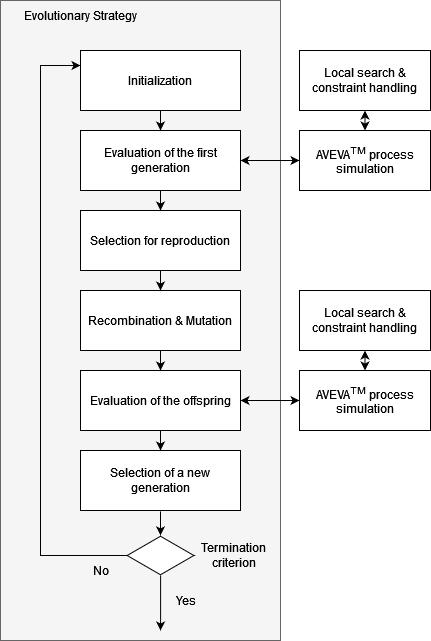 Evolutionary Strategy
Initialization
Local search &
constraint handling
Evaluation of the first
generation
AVEVA™ process
simulation
Selection for reproduction
Recombination & Mutation
Local search &
constraint handling
Evaluation of the offspring
AVEVA™ process
simulation
Selection of a new
generation
Termination
criterion
No
Yes